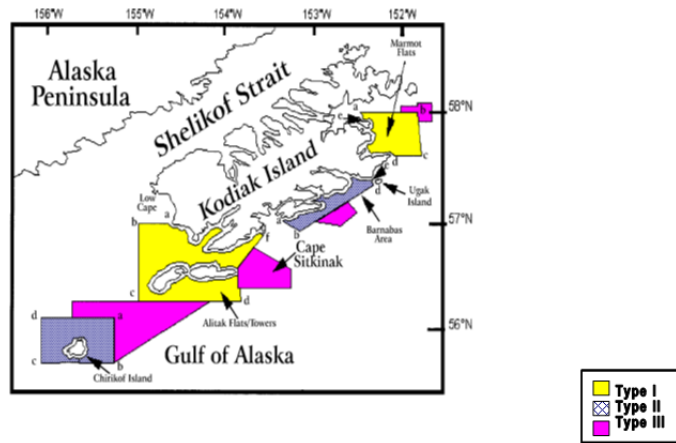 156°W 155°W 154°W 153°W 152°W
Marmot
Flats
Alaska
Peninsula
Shelikof Strait
a
b
58°N
e
c
d
Kodiak Island
e
d
Ugak
Island
Low
Cape
a
b
a
b
f
Barnabas
Area
57°N
Cape
Sitkinak
c
d
Alitak Flats/Towers
d
a
56°N
Gulf of Alaska
c
b
Chirikof Island
Type I
Type II
Type III